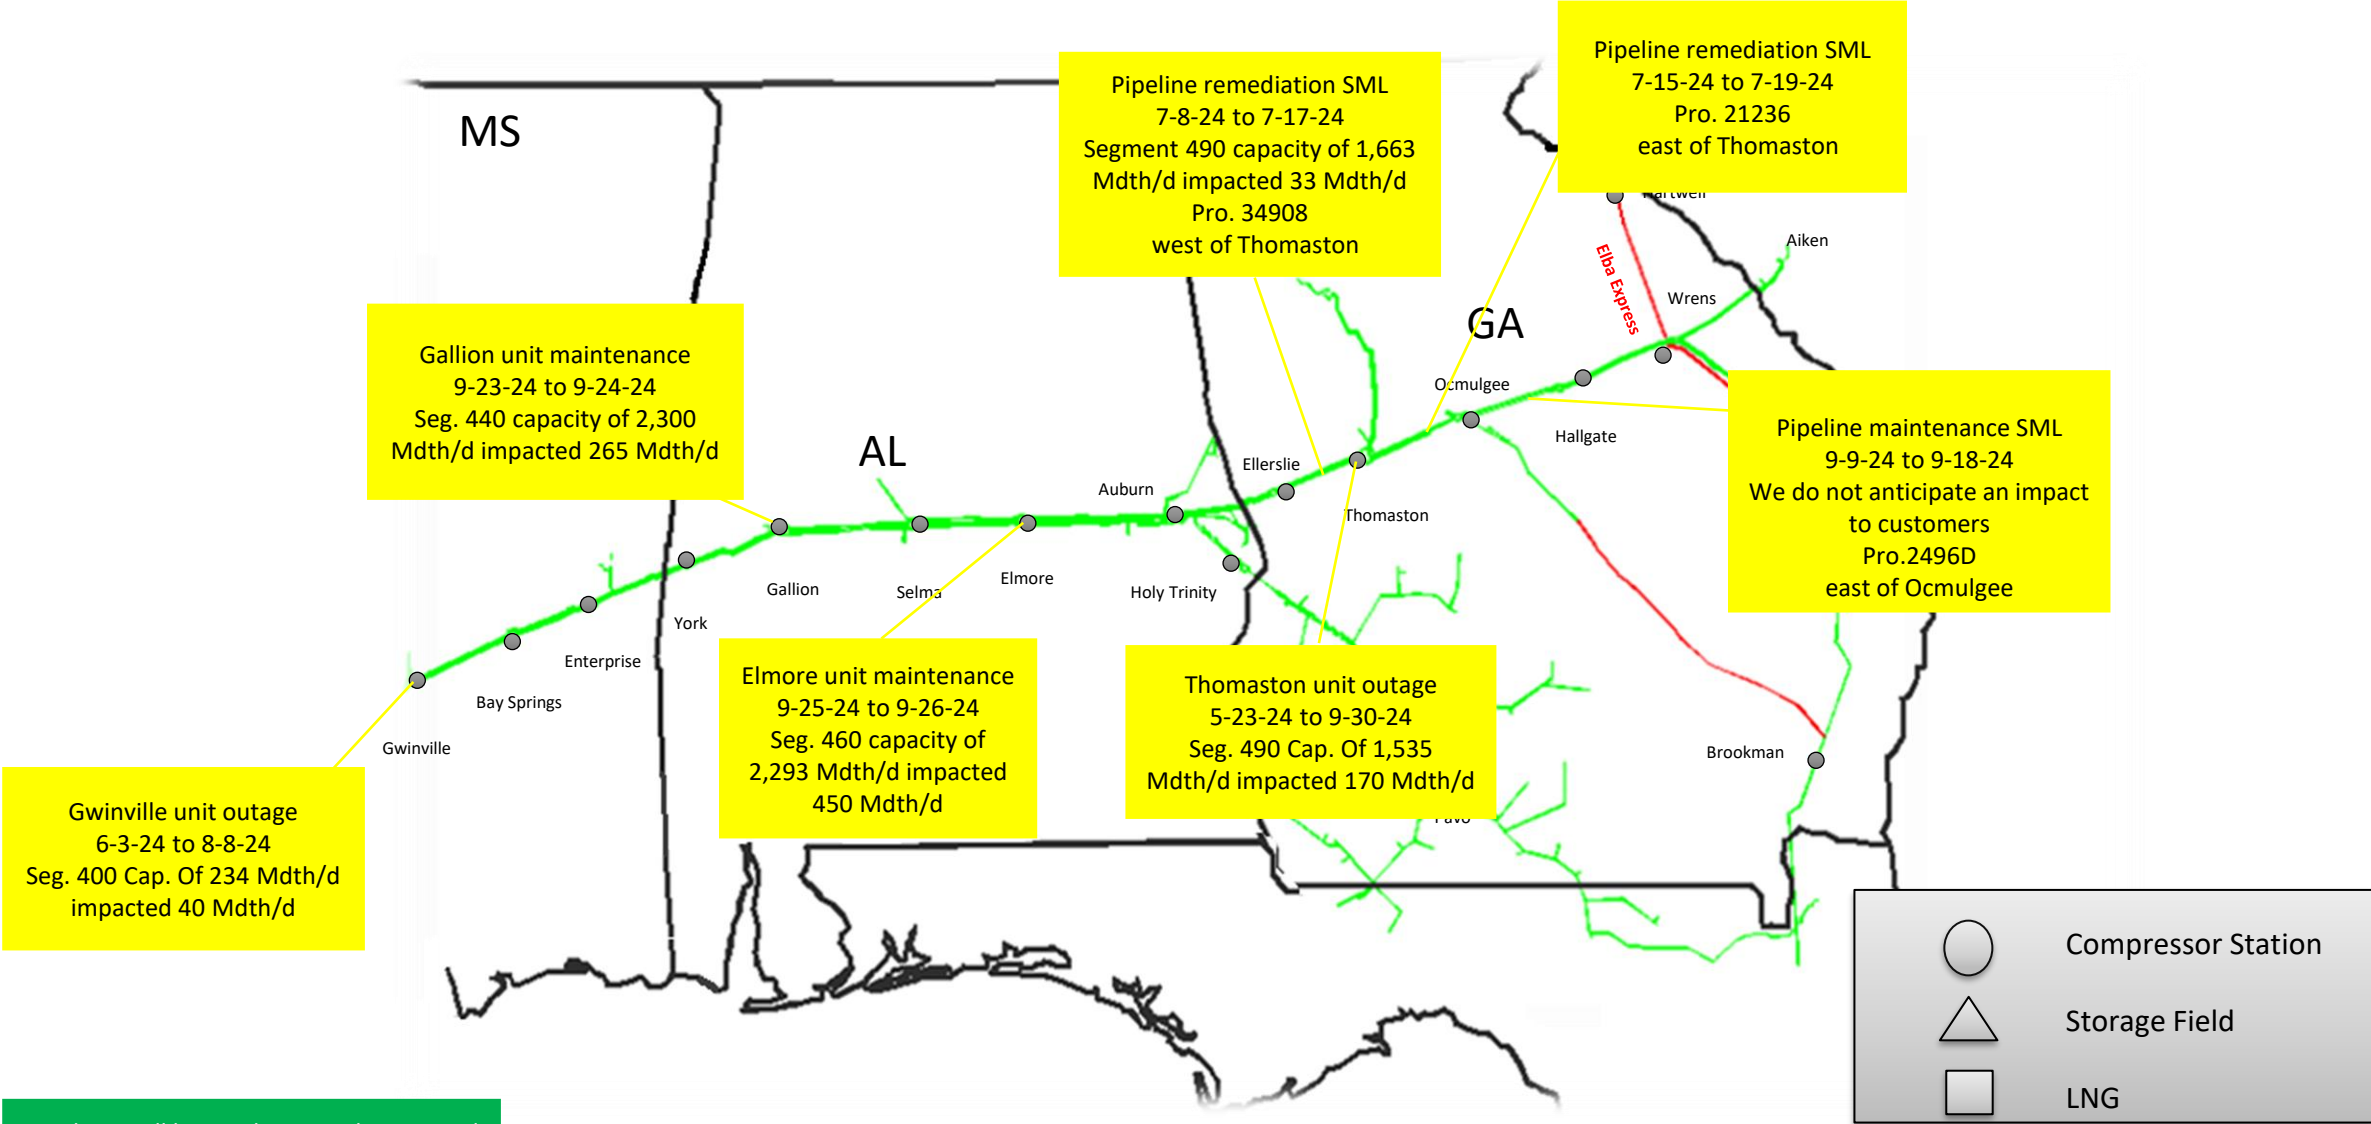 Pipeline remediation SML
7-15-24 to 7-19-24
Pro. 21236
east of Thomaston
Pipeline remediation SML
7-8-24 to 7-17-24
Segment 490 capacity of 1,663
Mdth/d impacted 33 Mdth/d
Pro. 34908
west of Thomaston
MS
Hartwell
Elba Express
Aiken
Wrens
GA
Gallion unit maintenance
9-23-24 to 9-24-24
Seg. 440 capacity of 2,300
Mdth/d impacted 265 Mdth/d
AL
Ocmulgee
Hallgate
Ellerslie
Auburn
Thomaston
Pipeline maintenance SML
9-9-24 to 9-18-24
We do not anticipate an impact
to customers
Pro.2496D
east of Ocmulgee
Gallion
Selma
Elmore
Holy Trinity
York
Enterprise
Bay Springs
Gwinville
Elmore unit maintenance
9-25-24 to 9-26-24
Seg. 460 capacity of
2,293 Mdth/d impacted
450 Mdth/d
Thomaston unit outage
5-23-24 to 9-30-24
Seg. 490 Cap. Of 1,535
Mdth/d impacted 170 Mdth/d
Brookman
Pavo
Gwinville unit outage
6-3-24 to 8-8-24
Seg. 400 Cap. Of 234 Mdth/d
impacted 40 Mdth/d
Compressor Station
Storage Field
LNG